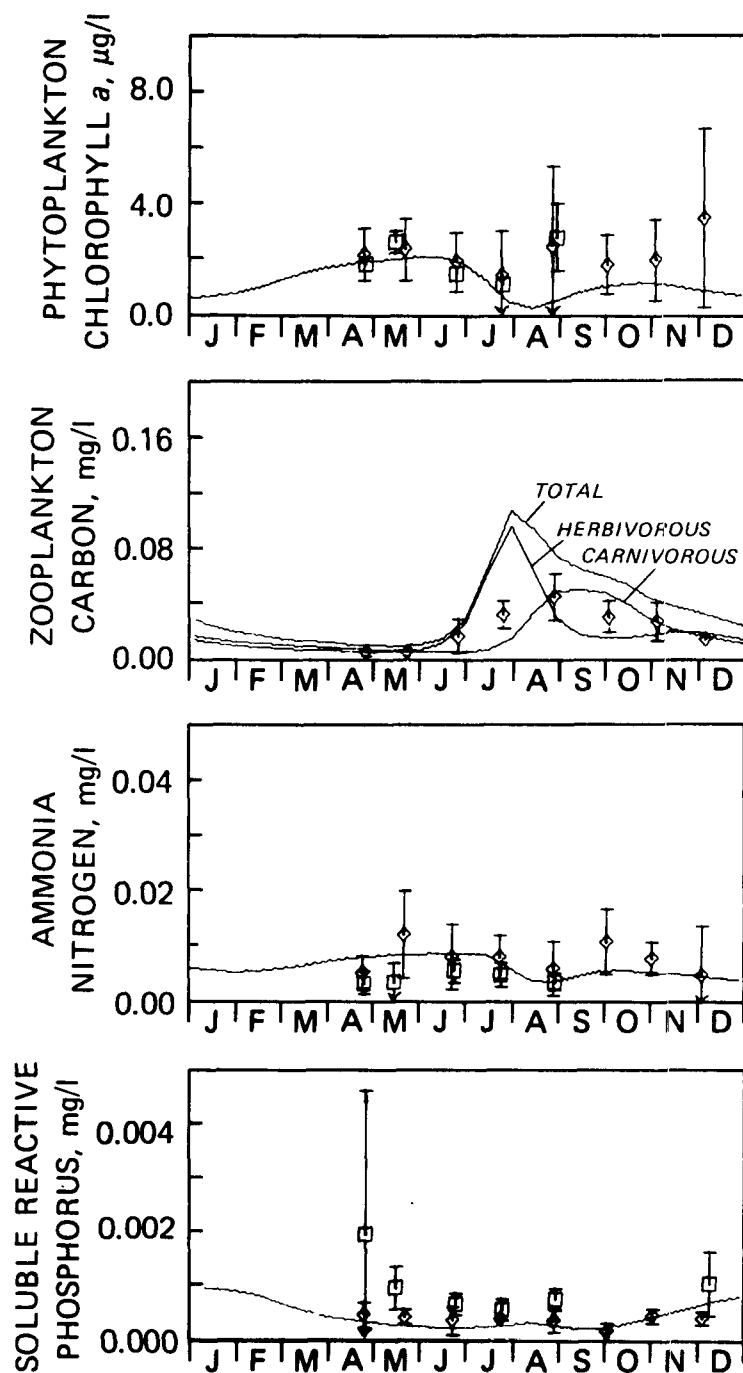 PHYTOPLANKTON
CHLOROPHYLL a, µg/l
8.0
4.0
0.0
J F M A M J J A S O N D
ZOOPLANKTON
CARBON, mg/l
0.16
0.08
0.00
TOTAL
HERBIVOROUS
CARNIVOROUS
J F M A M J J A S O N D
AMMONIA
NITROGEN, mg/l
0.04
0.02
0.00
J F M A M J J A S O N D
SOLUBLE REACTIVE
PHOSPHORUS, mg/l
0.004
0.002
0.000
J F M A M J J A S O N D